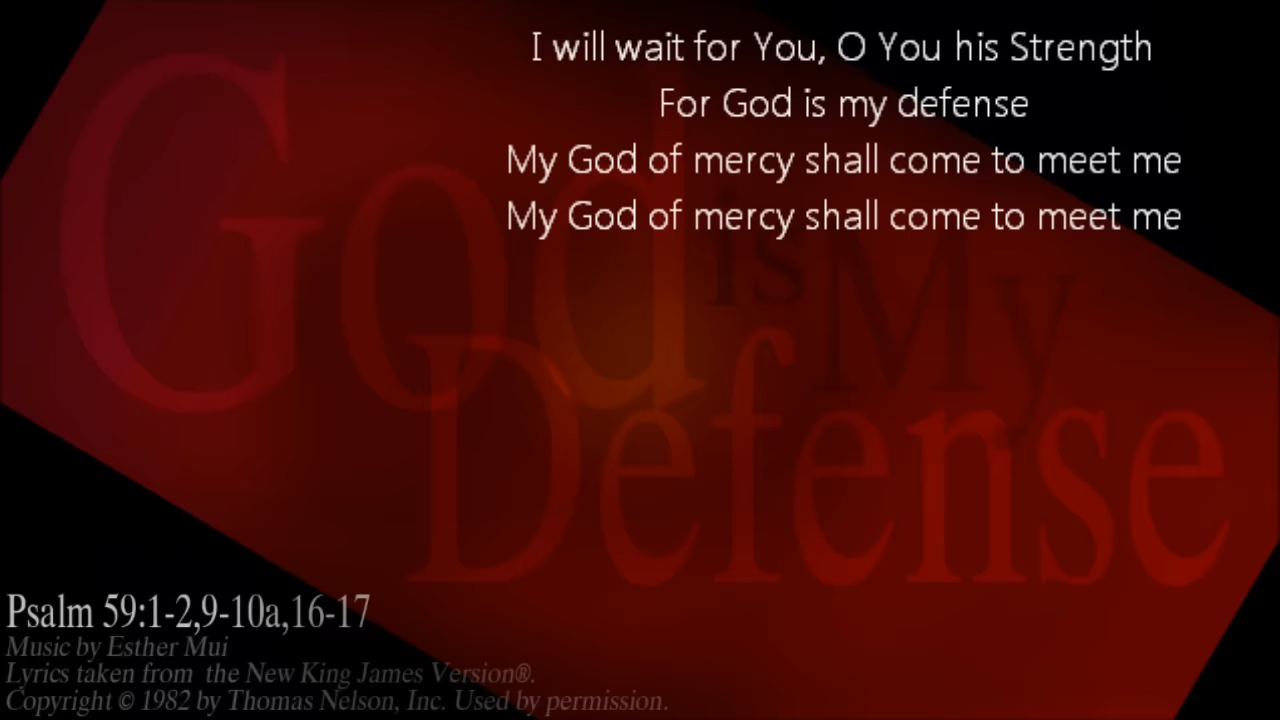 I will wait for You, O You his Strength
For God is my defense
My God of mercy shall come to meet me
My God of mercy shall come to meet me
God is My
Defense
Psalm 59:1-2,9-10a,16-17
Music by Esther Mui
Lyrics taken from the New King James Version®.
Copyright © 1982 by Thomas Nelson, Inc. Used by permission.